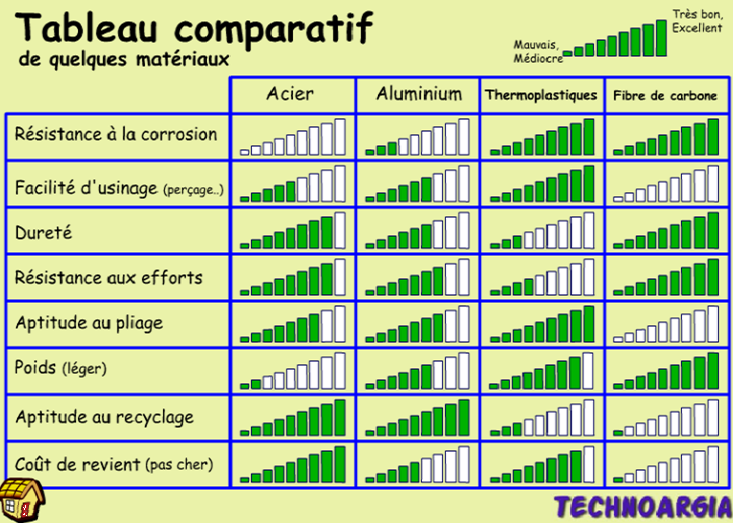 Tableau comparatif
de quelques matériaux
Mauvais,
Médiocre
Très bon,
Excellent
Acier Aluminium Thermoplastiques Fibre de carbone
Résistance à la corrosion
Facilité d'usinage (perçage..)
Dureté
Résistance aux efforts
Aptitude au pliage
Poids (léger)
Aptitude au recyclage
Coût de revient (pas cher)
TECHNOARGIA